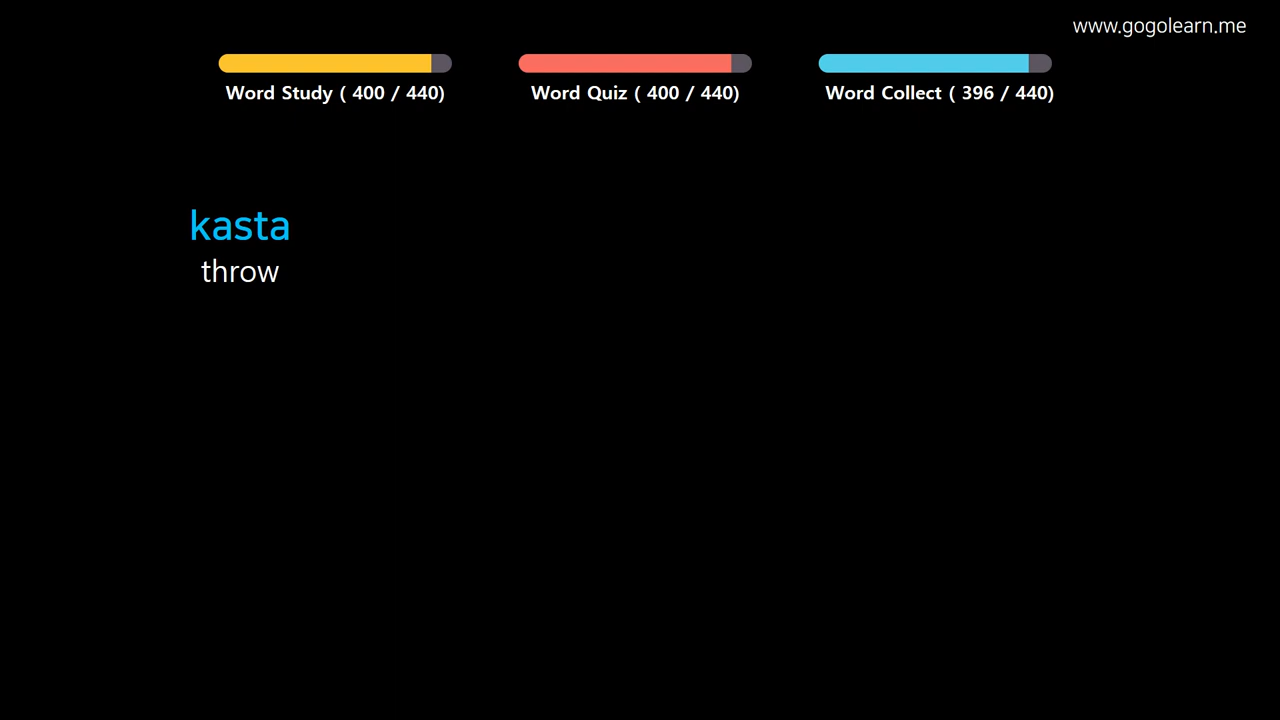 www.gogolearn.me
Word Study ( 400 / 440)
Word Quiz ( 400 / 440)
Word Collect ( 396 / 440)
kasta
throw